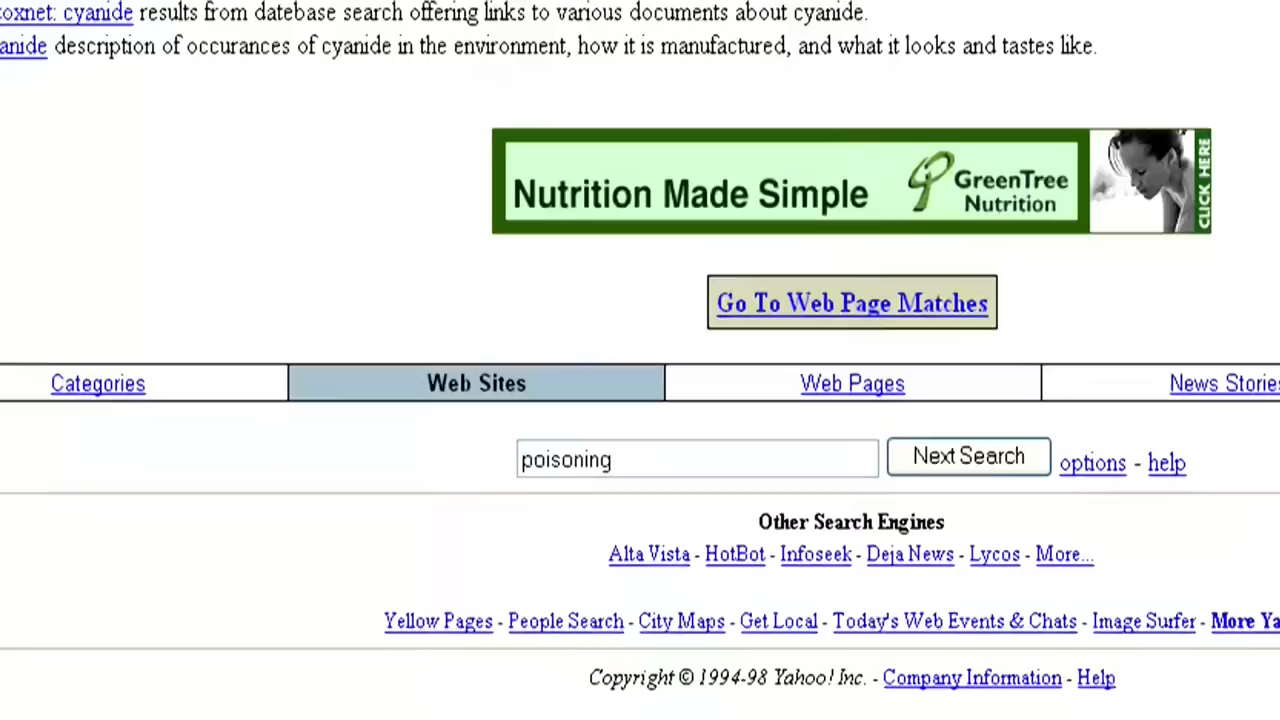 oxnet: cyanide results from datebase search offering links to various documents about cyanide.
anide description of occurances of cyanide in the environment, how it is manufactured, and what it looks and tastes like.
Nutrition Made Simple
GreenTree
Nutrition
CLICK HERE
Go To Web Page Matches
Categories Web Sites Web Pages News Stories
poisoning Next Search options - help
Other Search Engines
Alta Vista - HotBot - Infoseek - Deja News - Lycos - More...
Yellow Pages - People Search - City Maps - Get Local - Today's Web Events & Chats - Image Surfer - More Ya
Copyright © 1994-98 Yahoo! Inc. - Company Information - Help